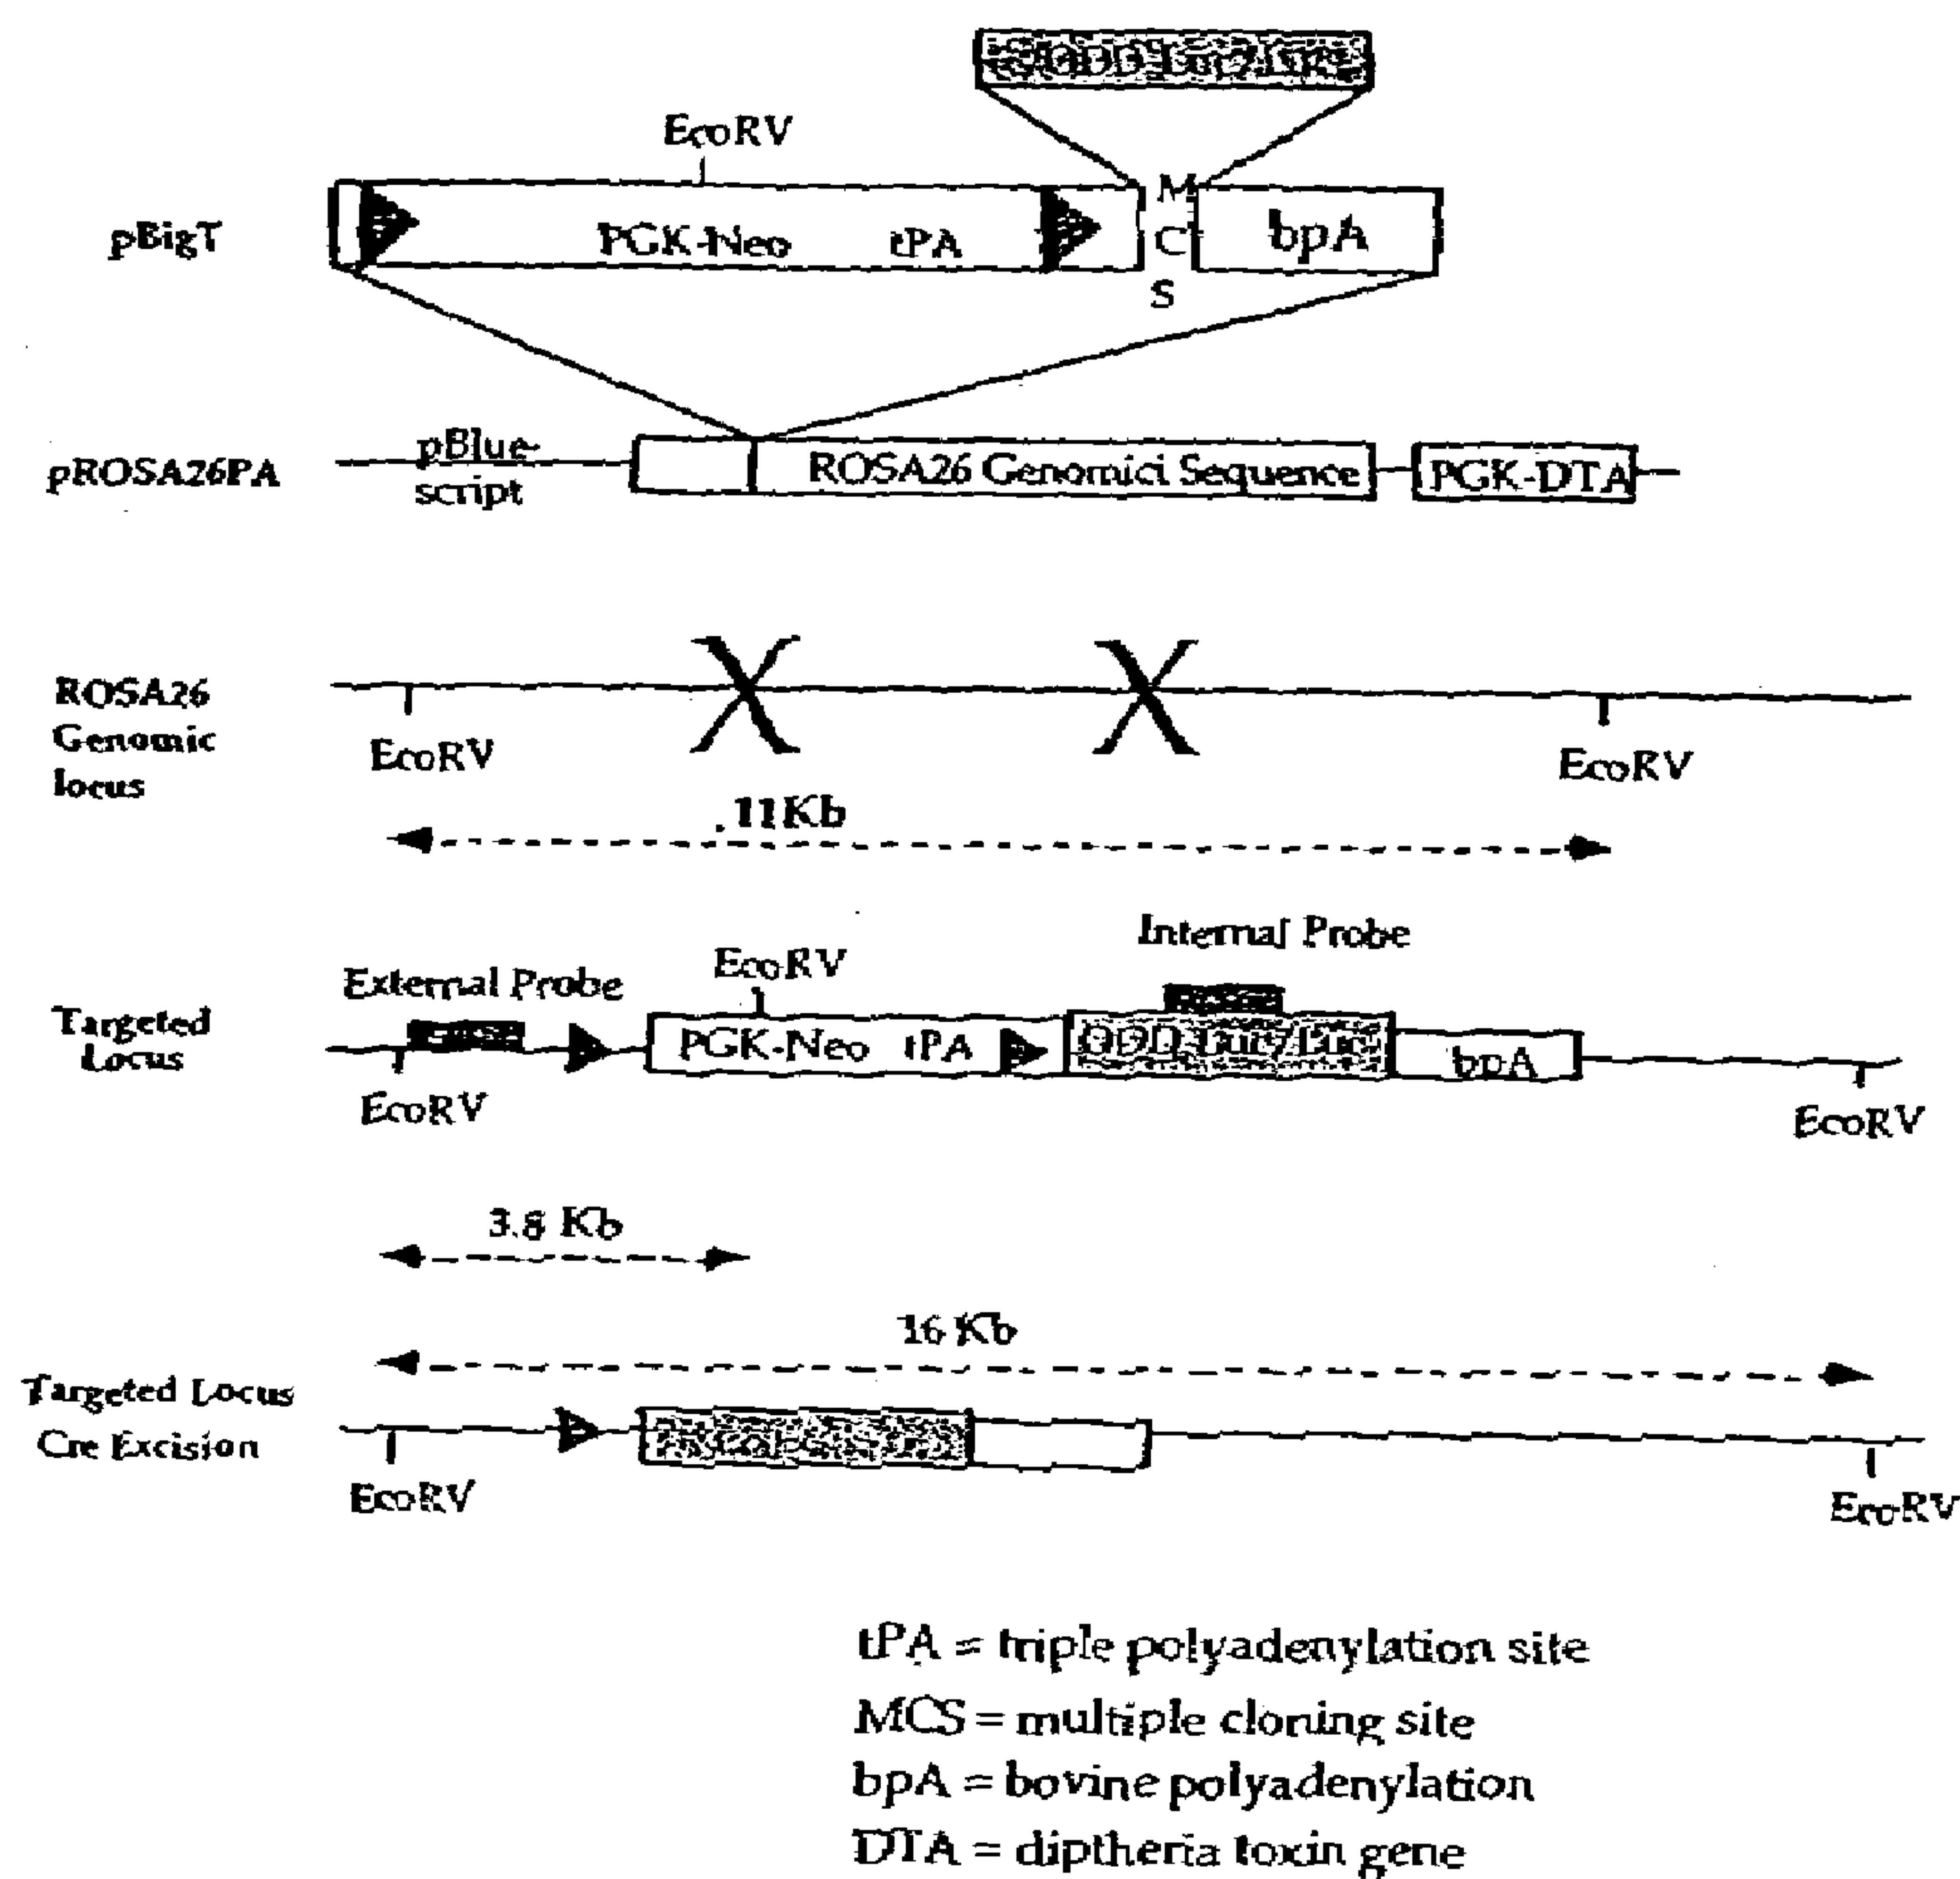 EcoRV
pBigT
PGK-Neo tPA
M
C
S
bpA
pROSA26PA
pBlue-
script
ROSA26 Genomici Sequence
PGK-DTA
ROSA26
Genomic
locus
EcoRV
EcoRV
.11Kb
Internal Probe
External Probe
EcoRV
Targeted
Locus
PGK-Neo tPA
ODD-Luc/Luc
bpA
EcoRV
EcoRV
3.8 Kb
16 Kb
Targeted Locus
Cre Excision
EcoRV
EcoRV
tPA = triple polyadenylation site
MCS = multiple cloning site
bpA = bovine polyadenylation
DTA = diptheria toxin gene